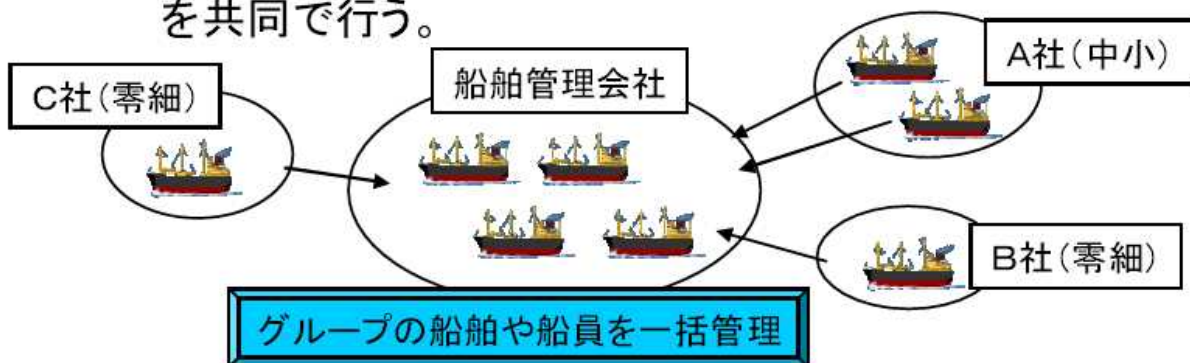 を共同で行う。
A社(中小)
船舶管理会社
C社(零細)
B社(零細)
グループの船舶や船員を一括管理